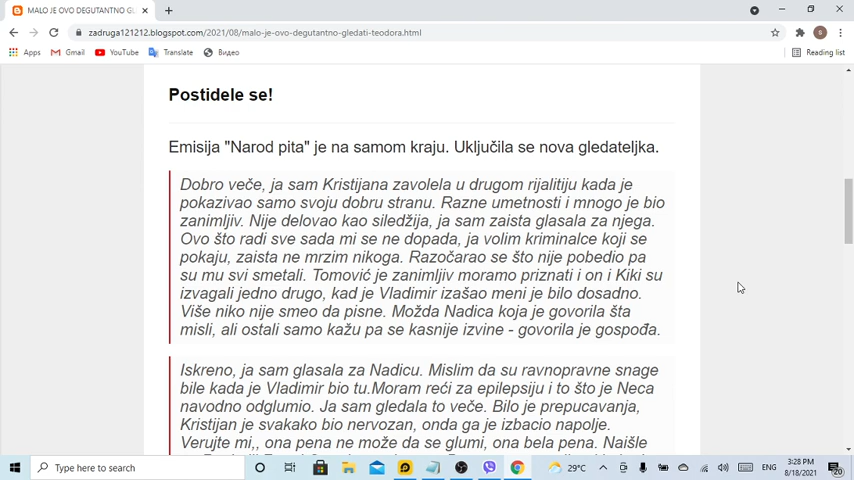 MALO JE OVO DEGUTANTNO GLEDA
zadruga121212.blogspot.com/2021/08/malo-je-ovo-degutantno-gledati-teodora.html
Apps Gmail YouTube Translate Видео Reading list
Postidele se!
Emisija "Narod pita" je na samom kraju. Uključila se nova gledateljka.
Dobro veče, ja sam Kristijana zavolela u drugom rijalitiju kada je
pokazivao samo svoju dobru stranu. Razne umetnosti i mnogo je bio
zanimljiv. Nije delovao kao siledžija, ja sam zaista glasala za njega.
Ovo što radi sve sada mi se ne dopada, ja volim kriminalce koji se
pokaju, zaista ne mrzim nikoga. Razočarao se što nije pobedio pa
su mu svi smetali. Tomović je zanimljiv moramo priznati i on i Kiki su
izvagali jedno drugo, kad je Vladimir izašao meni je bilo dosadno.
Više niko nije smeo da pisne. Možda Nadica koja je govorila šta
misli, ali ostali samo kažu pa se kasnije izvine - govorila je gospođa.
Iskreno, ja sam glasala za Nadicu. Mislim da su ravnopravne snage
bile kada je Vladimir bio tu.Moram reći za epilepsiju i to što je Neca
navodno odglumio. Ja sam gledala to veče. Bilo je prepucavanja,
Kristijan je svakako bio nervozan, onda ga je izbacio napolje.
Verujte mi,, ona pena ne može da se glumi, ona bela pena. Naišle
Type here to search
29°C
ENG
3:28 PM
8/18/2021
20